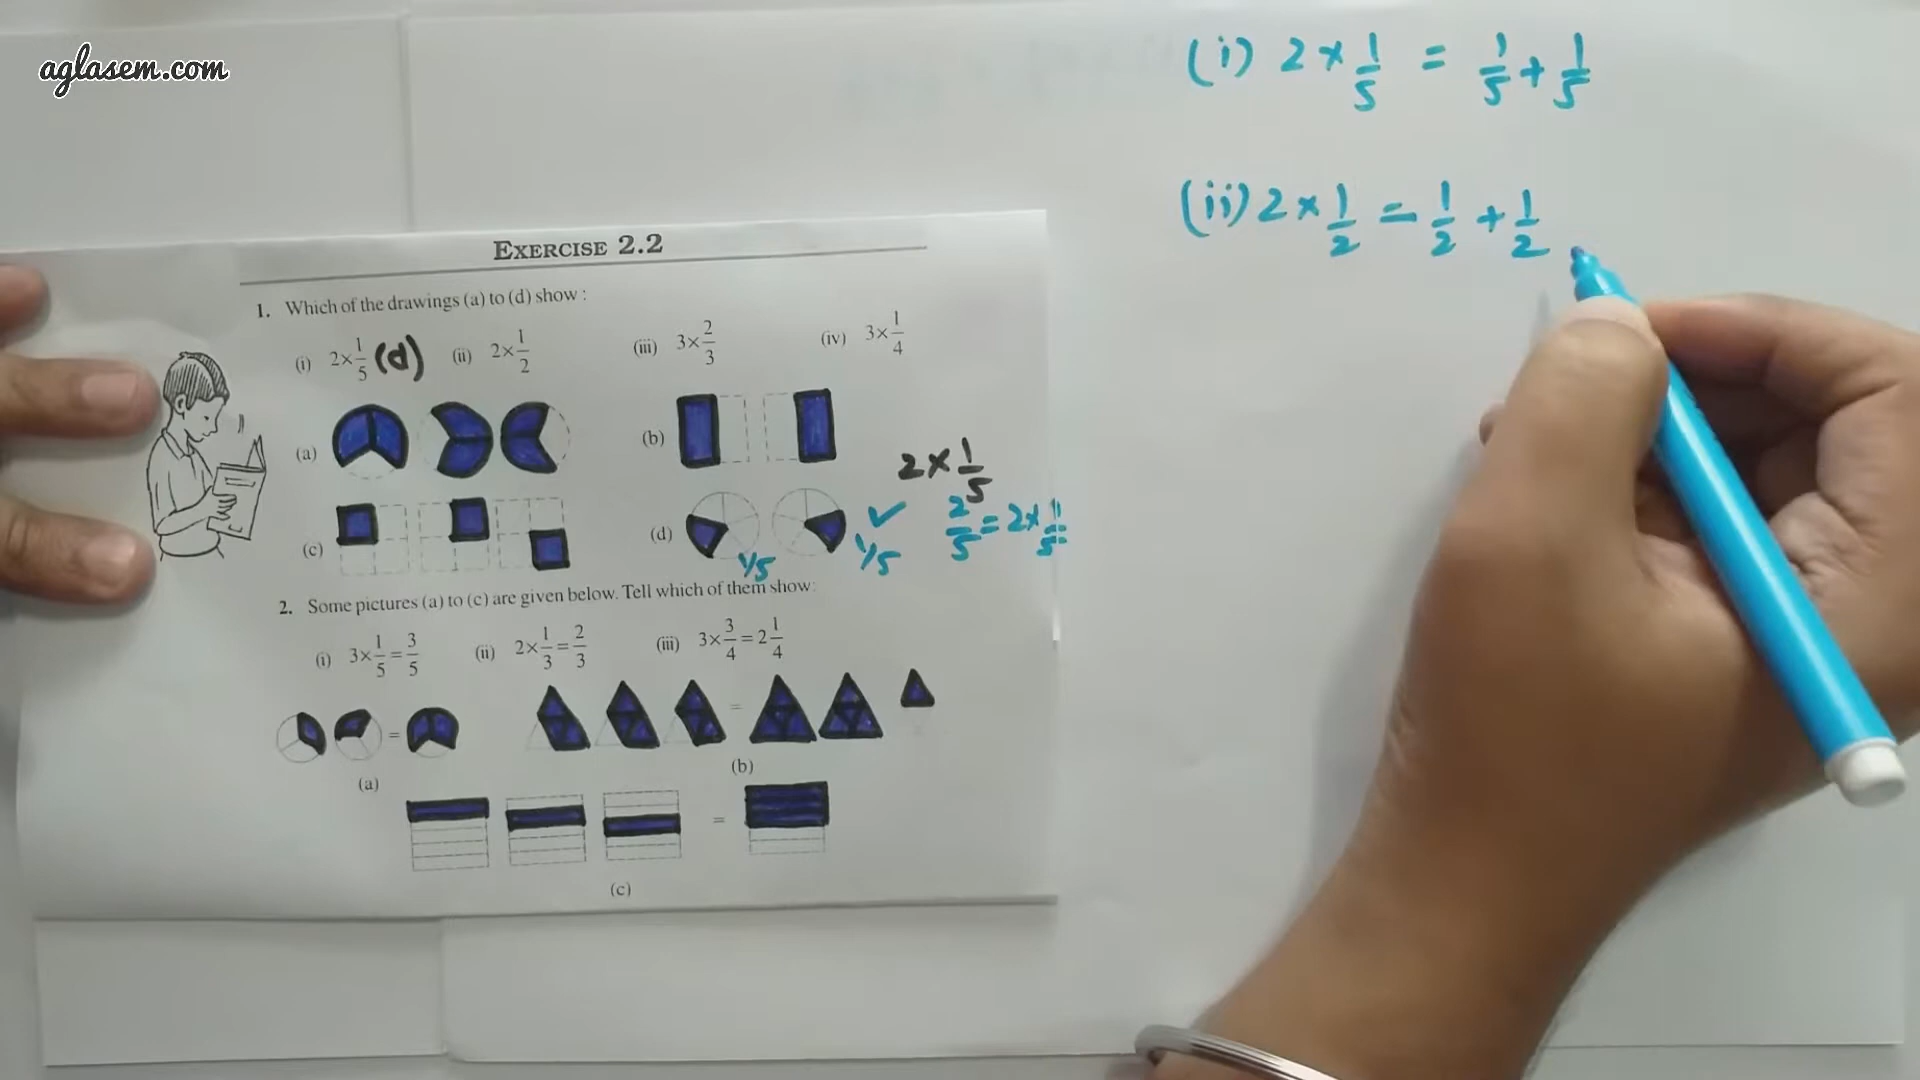 aglasem.com
(i) 2 × 1/5 = 1/5 + 1/5
(ii) 2 × 1/2 = 1/2 + 1/2
EXERCISE 2.2
1. Which of the drawings (a) to (d) show :
(i) 2×1/5 (d) (ii) 2×1/2 (iii) 3×2/3 (iv) 3×1/4
(a) (b)
2 × 1/5
(c) (d) 1/5 ✓ 1/5 2/5 = 2×1/5 =
2. Some pictures (a) to (c) are given below. Tell which of them show:
(i) 3×1/5 = 3/5 (ii) 2×1/3 = 2/3 (iii) 3×3/4 = 2 1/4
= =
(a) (b)
=
(c)